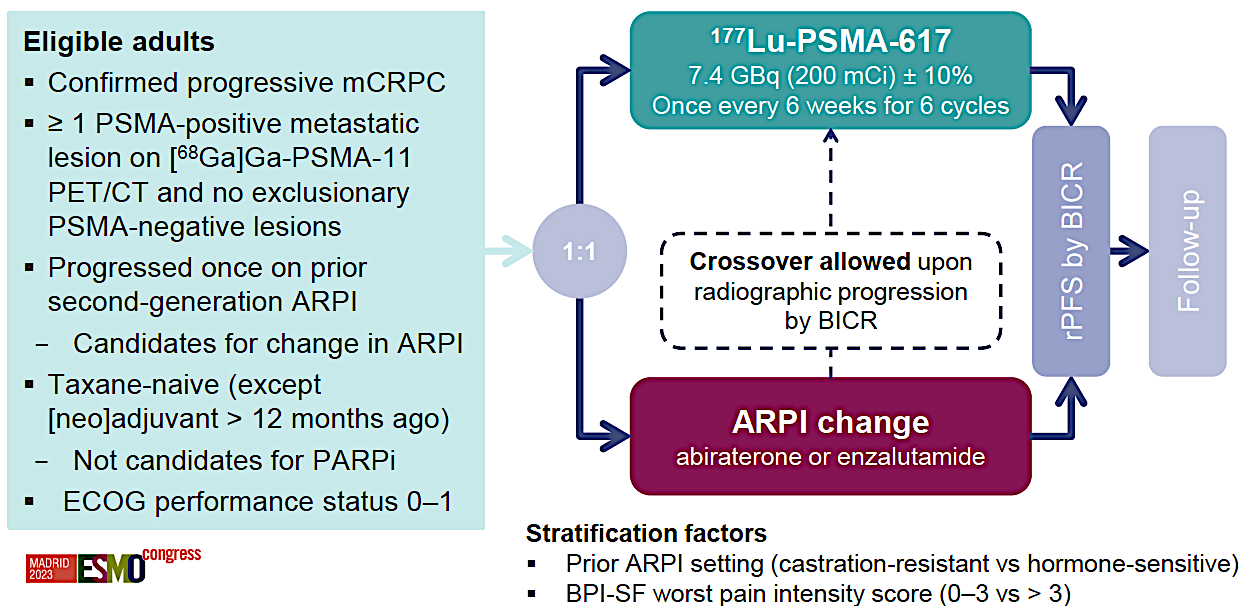 Eligible adults
▪ Confirmed progressive mCRPC
▪ ≥ 1 PSMA-positive metastatic
lesion on [⁶⁸Ga]Ga-PSMA-11
PET/CT and no exclusionary
PSMA-negative lesions
▪ Progressed once on prior
second-generation ARPI
– Candidates for change in ARPI
▪ Taxane-naive (except
[neo]adjuvant > 12 months ago)
– Not candidates for PARPi
▪ ECOG performance status 0–1
1:1
¹⁷⁷Lu-PSMA-617
7.4 GBq (200 mCi) ± 10%
Once every 6 weeks for 6 cycles
Crossover allowed upon
radiographic progression
by BICR
ARPI change
abiraterone or enzalutamide
rPFS by BICR
Follow-up
Stratification factors
▪ Prior ARPI setting (castration-resistant vs hormone-sensitive)
▪ BPI-SF worst pain intensity score (0–3 vs > 3)
MADRID
2023
ESMO congress